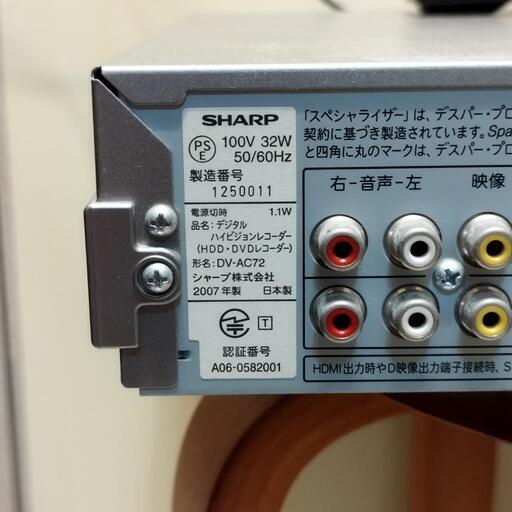 SHARP
PS
E
100V 32W
50/60Hz
製造番号
1250011
電源切時 1.1W
品名:デジタル
ハイビジョンレコーダー
(HDD・DVDレコーダー)
形名:DV-AC72
シャープ株式会社
2007年製 日本製
T
認証番号
A06-0582001
「スペシャライザー」は、デスパー・プロ
契約に基づき製造されています。Spa
と四角に丸のマークは、デスパー・プロ
右-音声-左 映像
HDMI出力時やD映像出力端子接続時、S